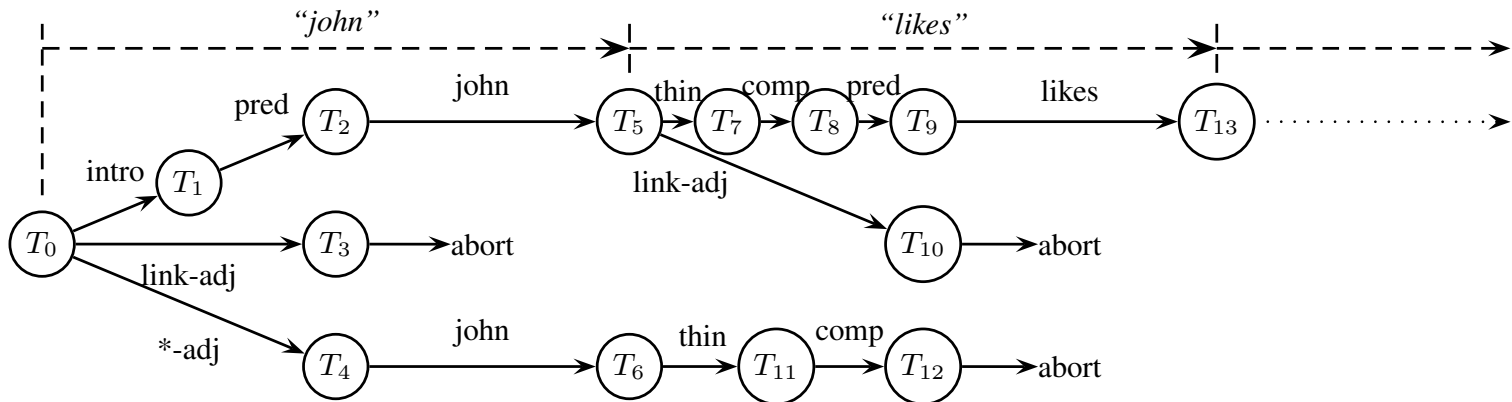 “john” “likes”
thin comp pred
pred john likes
T2 T5 T7 T8 T9 T13
intro T1 link-adj
T0 T3 abort T10 abort
link-adj
john thin comp
*-adj
T4 T6 T11 T12 abort